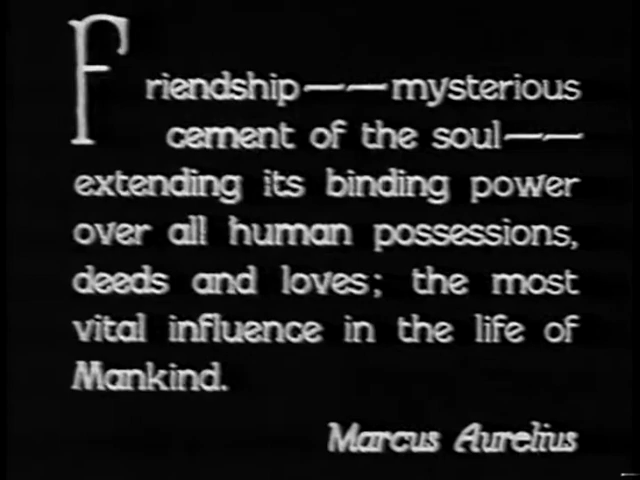 Friendship——mysterious
cement of the soul——
extending its binding power
over all human possessions,
deeds and loves; the most
vital influence in the life of
Mankind.
Marcus Aurelius